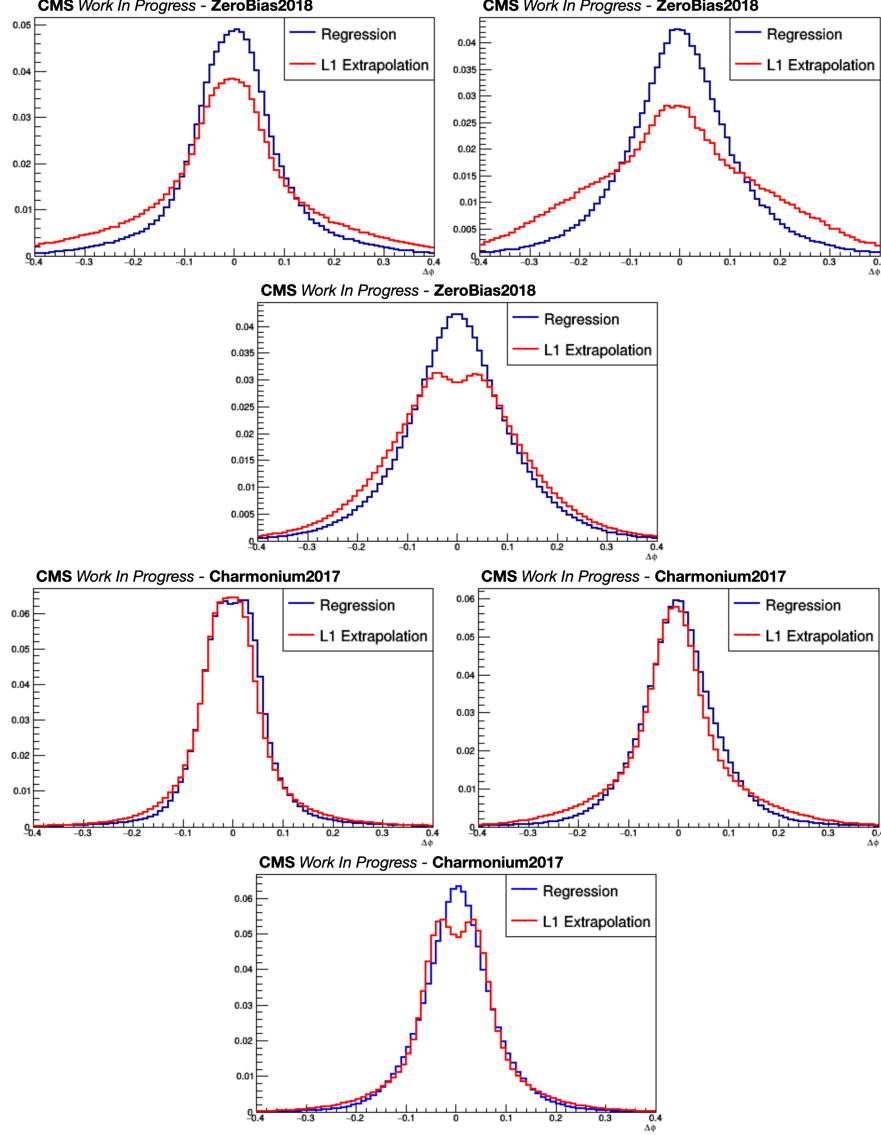 CMS Work In Progress - ZeroBias2018
Regression
L1 Extrapolation
0.05
0.04
0.03
0.02
0.01
0
−0.4 −0.3 −0.2 −0.1 0 0.1 0.2 0.3 0.4
Δϕ
CMS Work In Progress - ZeroBias2018
Regression
L1 Extrapolation
0.04
0.035
0.03
0.025
0.02
0.015
0.01
0.005
0
−0.4 −0.3 −0.2 −0.1 0 0.1 0.2 0.3 0.4
Δϕ
CMS Work In Progress - ZeroBias2018
Regression
L1 Extrapolation
0.04
0.035
0.03
0.025
0.02
0.015
0.01
0.005
0
−0.4 −0.3 −0.2 −0.1 0 0.1 0.2 0.3 0.4
Δϕ
CMS Work In Progress - Charmonium2017
Regression
L1 Extrapolation
0.06
0.05
0.04
0.03
0.02
0.01
0
−0.4 −0.3 −0.2 −0.1 0 0.1 0.2 0.3 0.4
Δϕ
CMS Work In Progress - Charmonium2017
Regression
L1 Extrapolation
0.06
0.05
0.04
0.03
0.02
0.01
0
−0.4 −0.3 −0.2 −0.1 0 0.1 0.2 0.3 0.4
Δϕ
CMS Work In Progress - Charmonium2017
Regression
L1 Extrapolation
0.06
0.05
0.04
0.03
0.02
0.01
0
−0.4 −0.3 −0.2 −0.1 0 0.1 0.2 0.3 0.4
Δϕ